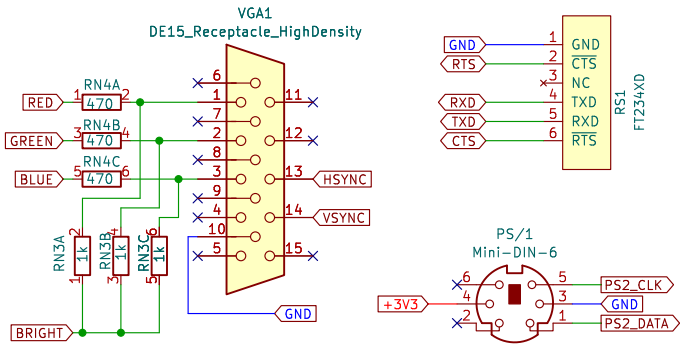 VGA1
DE15_Receptacle_HighDensity
RN4A
RED 1 470 2
RN4B
GREEN 3 470 4
RN4C
BLUE 5 470 6
2 RN3A 1k 1
4 RN3B 1k 3
6 RN3C 1k 5
BRIGHT
6
1 11
7
2 12
8
3 13 HSYNC
9
4 14 VSYNC
10
5 15
GND
GND 1 GND
RTS 2 CTS
3 NC
RXD 4 TXD
TXD 5 RXD
CTS 6 RTS
RS1
FT234XD
PS/1
Mini-DIN-6
6 5 PS2_CLK
+3V3 4 3 GND
2 1 PS2_DATA